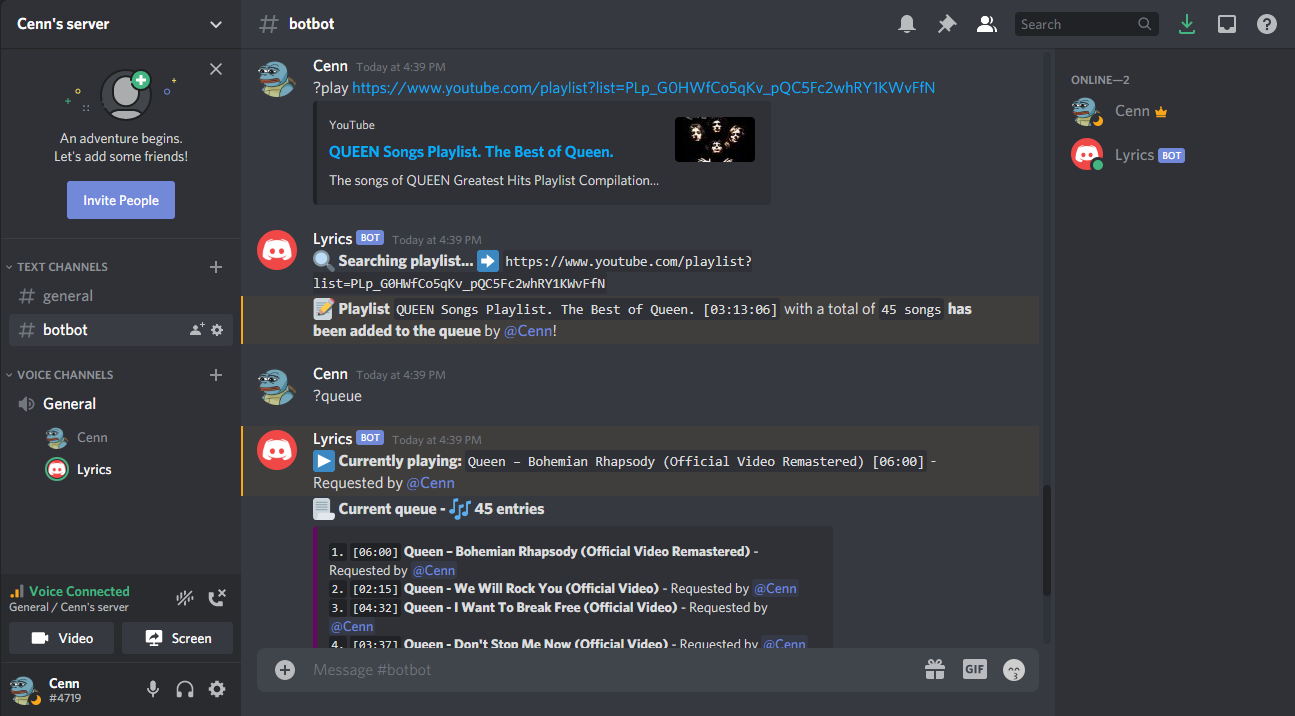 Cenn's server
botbot
Search
An adventure begins.
Let's add some friends!
Invite People
TEXT CHANNELS
general
botbot
VOICE CHANNELS
General
Cenn
Lyrics
Voice Connected
General / Cenn's server
Video
Screen
Cenn
#4719
Cenn Today at 4:39 PM
?play https://www.youtube.com/playlist?list=PLp_G0HWfCo5qKv_pQC5Fc2whRY1KWvFfN
YouTube
QUEEN Songs Playlist. The Best of Queen.
The songs of QUEEN Greatest Hits Playlist Compilation...
Lyrics BOT Today at 4:39 PM
Searching playlist... https://www.youtube.com/playlist?
list=PLp_G0HWfCo5qKv_pQC5Fc2whRY1KWvFfN
Playlist QUEEN Songs Playlist. The Best of Queen. [03:13:06] with a total of 45 songs has
been added to the queue by @Cenn!
Cenn Today at 4:39 PM
?queue
Lyrics BOT Today at 4:39 PM
Currently playing: Queen – Bohemian Rhapsody (Official Video Remastered) [06:00] -
Requested by @Cenn
Current queue - 45 entries
1. [06:00] Queen – Bohemian Rhapsody (Official Video Remastered) -
Requested by @Cenn
2. [02:15] Queen - We Will Rock You (Official Video) - Requested by @Cenn
3. [04:32] Queen - I Want To Break Free (Official Video) - Requested by
@Cenn
4. [03:37] Queen - Don't Stop Me Now (Official Video) - Requested by @Cenn
Message #botbot
GIF
ONLINE—2
Cenn
Lyrics BOT